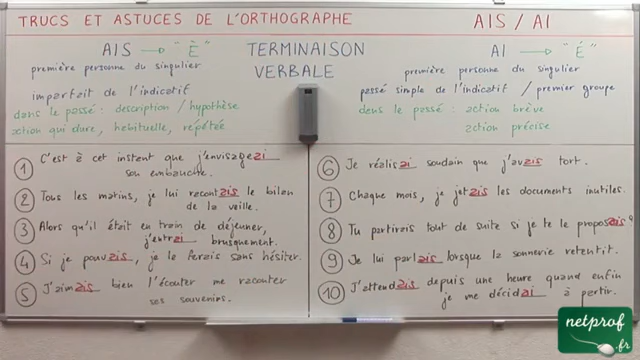 TRUCS ET ASTUCES DE L'ORTHOGRAPHE
AIS / AI
AIS → "È"
première personne du singulier
imparfait de l'indicatif
dans le passé : description / hypothèse
action qui dure, habituelle, répétée
TERMINAISON
VERBALE
AI → "É"
première personne du singulier
passé simple de l'indicatif / premier groupe
dans le passé : action brève
action précise
1 C'est à cet instant que j'envisageai
son embauche.
2 Tous les matins, je lui racontais le bilan
de la veille.
3 Alors qu'il était en train de déjeuner,
j'entrai brusquement.
4 Si je pouvais, je le ferais sans hésiter.
5 J'aimais bien l'écouter me raconter
ses souvenirs.
6 Je réalisai soudain que j'avais tort.
7 Chaque mois, je jetais les documents inutiles.
8 Tu partirais tout de suite si je te le proposais ?
9 Je lui parlais lorsque la sonnerie retentit.
10 J'attendais depuis une heure quand enfin
je me décidai à partir.
netprof
.fr